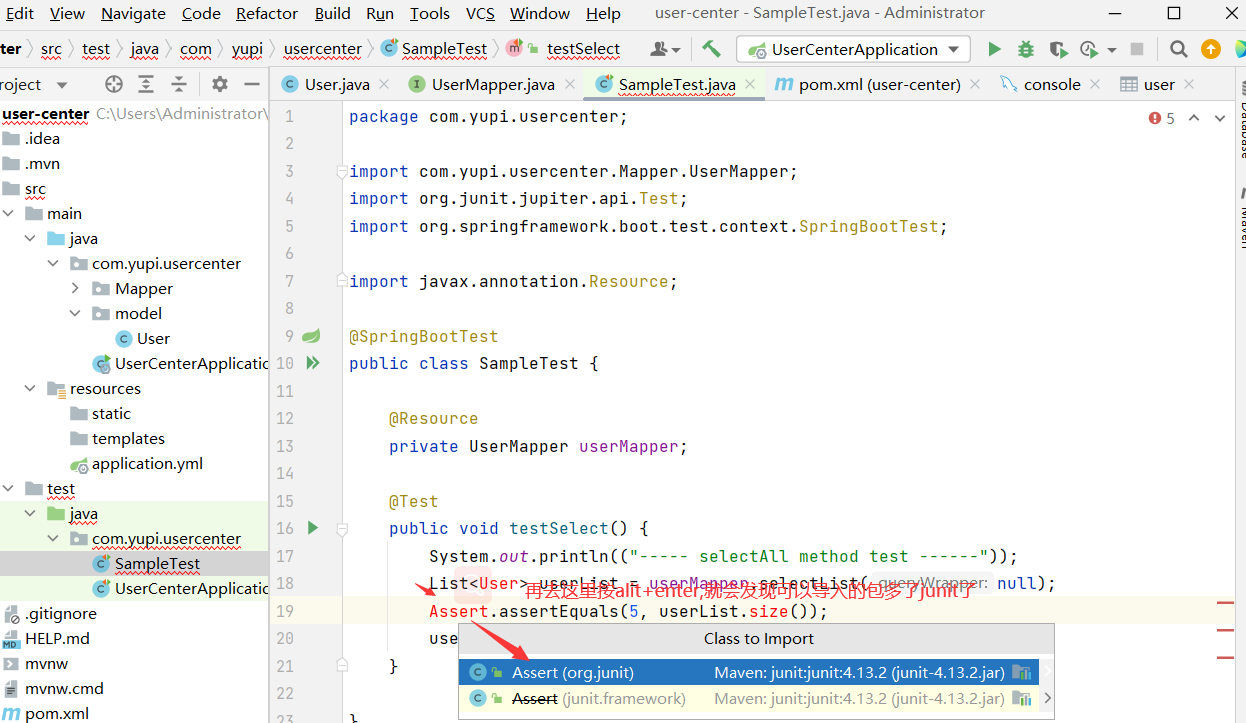 Edit View Navigate Code Refactor Build Run Tools VCS Window Help user-center - SampleTest.java - Administrator
ter src test java com yupi usercenter SampleTest testSelect UserCenterApplication
roject User.java UserMapper.java SampleTest.java pom.xml (user-center) console user
user-center C:\Users\Administrator\
.idea
.mvn
src
main
java
com.yupi.usercenter
Mapper
model
User
UserCenterApplicatic
resources
static
templates
application.yml
test
java
com.yupi.usercenter
SampleTest
UserCenterApplicatic
.gitignore
HELP.md
mvnw
mvnw.cmd
pom.xml
1 package com.yupi.usercenter;
2
3 import com.yupi.usercenter.Mapper.UserMapper;
4 import org.junit.jupiter.api.Test;
5 import org.springframework.boot.test.context.SpringBootTest;
6
7 import javax.annotation.Resource;
8
9 @SpringBootTest
10 public class SampleTest {
11
12 @Resource
13 private UserMapper userMapper;
14
15 @Test
16 public void testSelect() {
17 System.out.println(("----- selectAll method test ------"));
18 List<User> userList = userMapper.selectList( queryWrapper: null);
再去这里按allt+enter,就会发现可以导入的包多了junit了
19 Assert.assertEquals(5, userList.size());
20 use
21 }
22
23 }
5
Class to Import
Assert (org.junit) Maven: junit:junit:4.13.2 (junit-4.13.2.jar)
Assert (junit.framework) Maven: junit:junit:4.13.2 (junit-4.13.2.jar)
Database
Maven